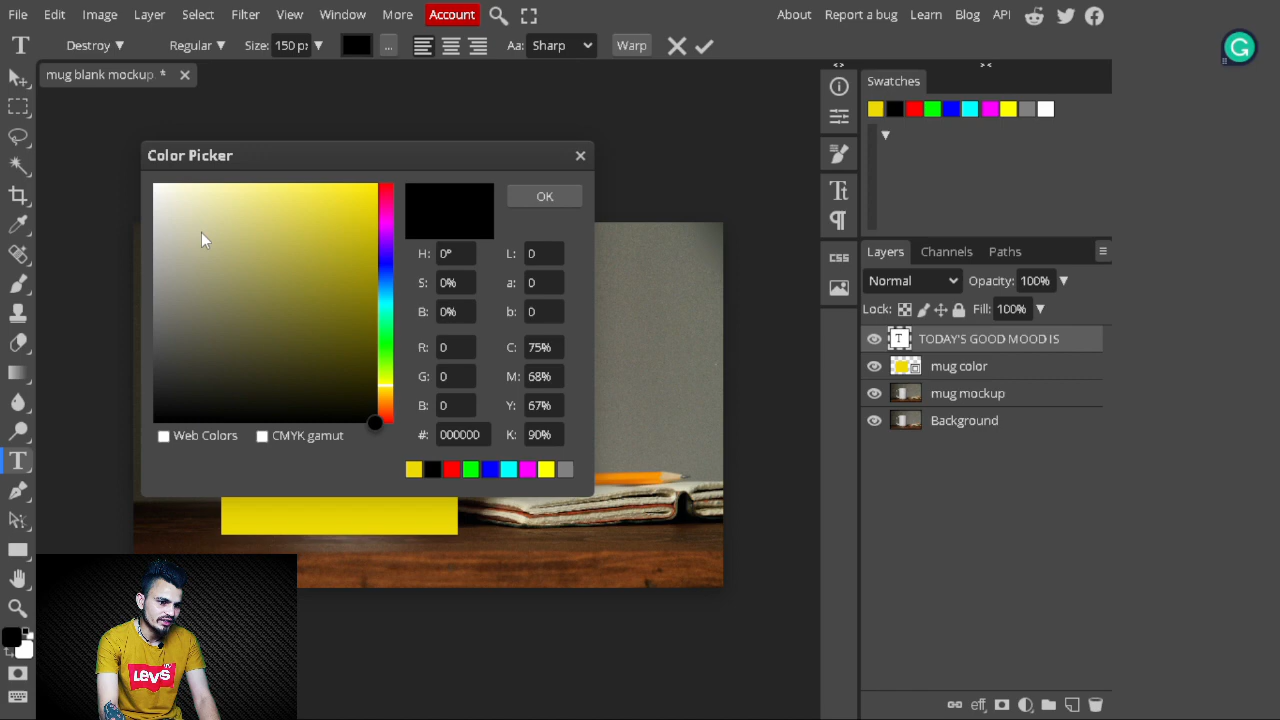 File Edit Image Layer Select Filter View Window More Account About Report a bug Learn Blog API
T Destroy ▼ Regular ▼ Size: 150 px ▼ ... Aa: Sharp Warp
mug blank mockup. *
Color Picker
OK
H: 0° L: 0
S: 0% a: 0
B: 0% b: 0
R: 0 C: 75%
G: 0 M: 68%
B: 0 Y: 67%
#: 000000 K: 90%
Web Colors CMYK gamut
LEVI'S
CSS
Swatches
Layers Channels Paths
Normal Opacity: 100% ▼
Lock: Fill: 100% ▼
T TODAY'S GOOD MOOD IS
mug color
mug mockup
Background
eff